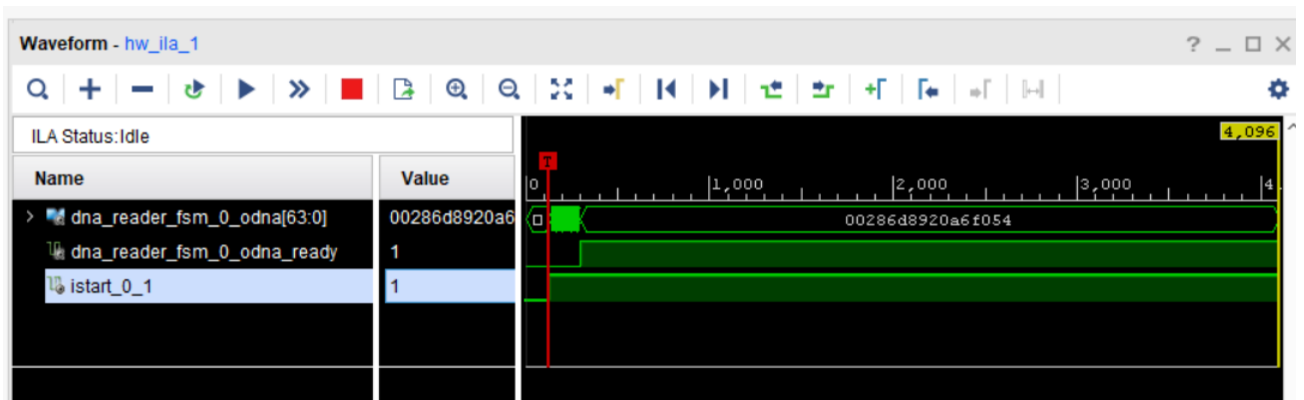 Waveform - hw_ila_1
? _ □ X
ILA Status:Idle
4,096
Name Value
T
0 1,000 2,000 3,000 4
> dna_reader_fsm_0_odna[63:0] 00286d8920a6 00286d8920a6f054
dna_reader_fsm_0_odna_ready 1
istart_0_1 1